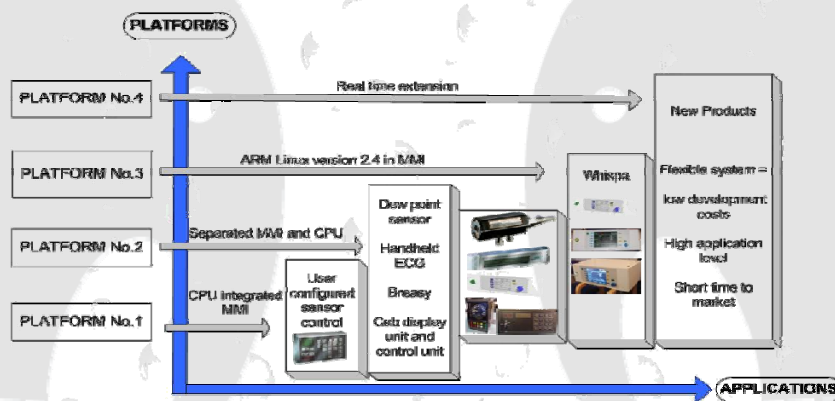 PLATFORMS
PLATFORM No.4
Real time extension
PLATFORM No.3
ARM Linux version 2.4 in MMI
PLATFORM No.2
Separated MMI and CPU
PLATFORM No.1
CPU integrated
MMI
User
configured
sensor
control
Dew point
sensor
Handheld
ECG
Breasy
display
unit and
control unit
Whispa
New Products
Flexible system =
low development
costs
High application
level
Short time to
market
APPLICATIONS